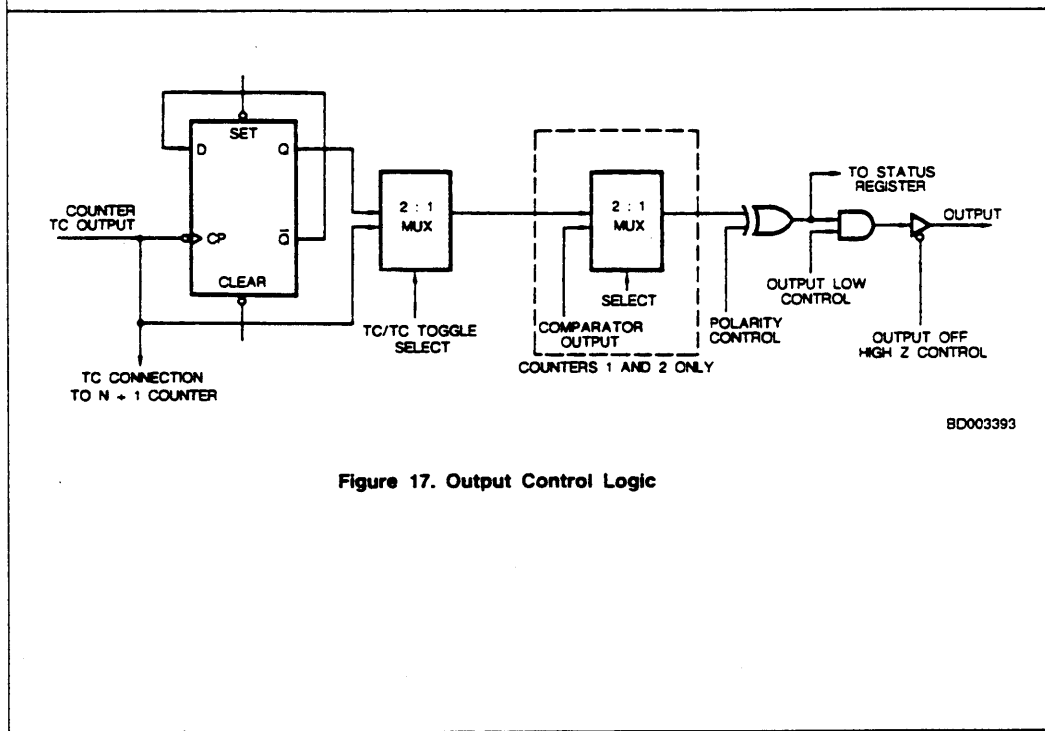 SET
D Q
COUNTER
TC OUTPUT
CP Q̅
CLEAR
TC CONNECTION
TO N + 1 COUNTER
2 : 1
MUX
TC/TC TOGGLE
SELECT
2 : 1
MUX
SELECT
COMPARATOR
OUTPUT
COUNTERS 1 AND 2 ONLY
POLARITY
CONTROL
TO STATUS
REGISTER
OUTPUT LOW
CONTROL
OUTPUT
OUTPUT OFF
HIGH Z CONTROL
BD003393
Figure 17. Output Control Logic